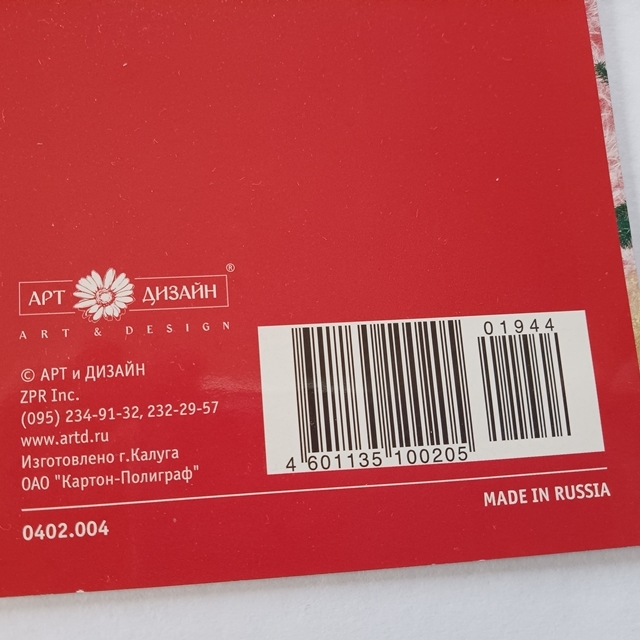 АРТ ДИЗАЙН ®
ART & DESIGN
© АРТ и ДИЗАЙН
ZPR Inc.
(095) 234-91-32, 232-29-57
www.artd.ru
Изготовлено г.Калуга
ОАО "Картон-Полиграф"
01944
4 601135 100205
0402.004
MADE IN RUSSIA